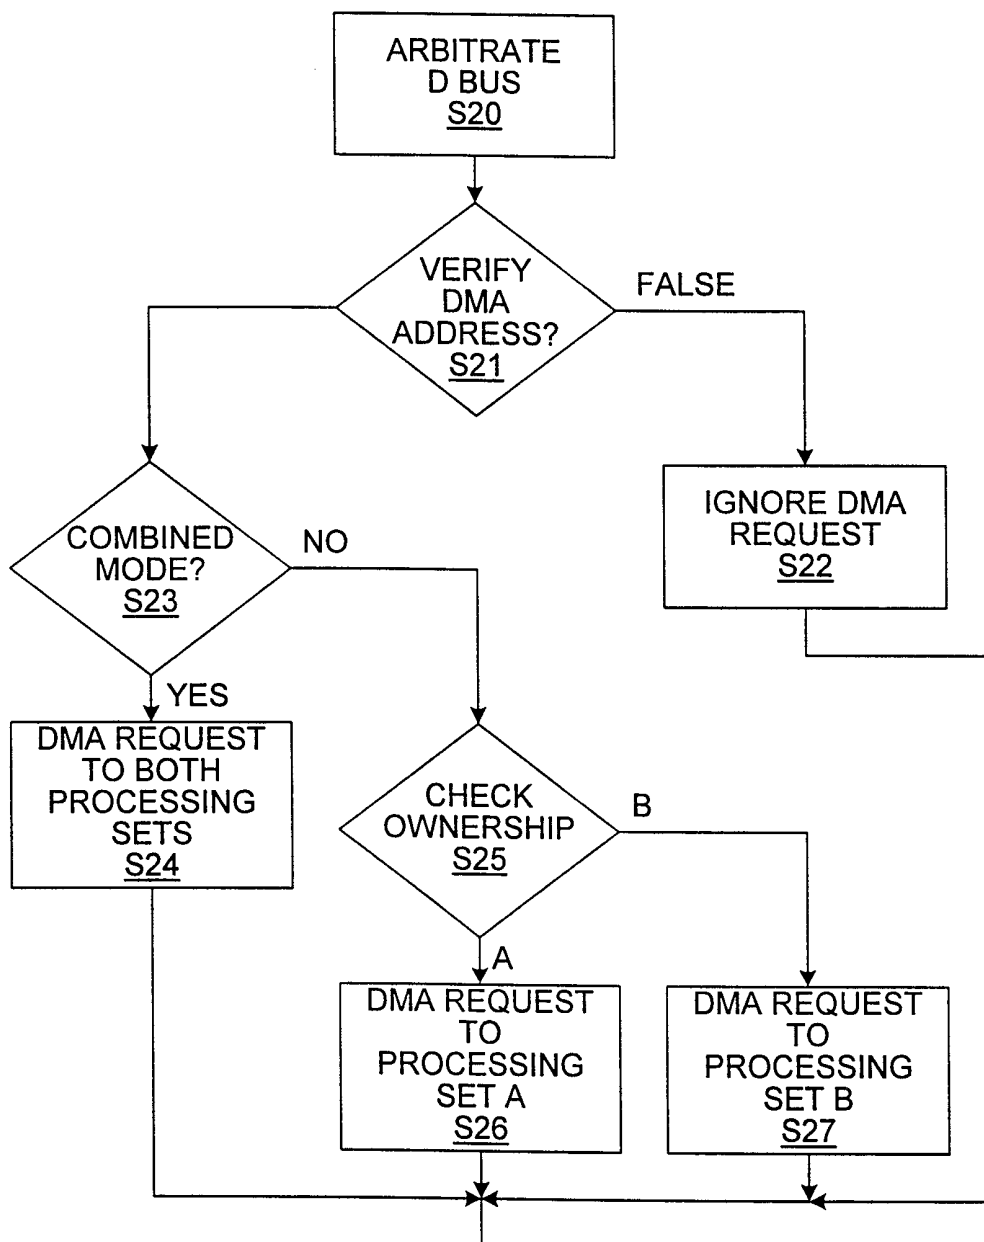 ARBITRATE
D BUS
S20
VERIFY
DMA
ADDRESS?
S21
FALSE
IGNORE DMA
REQUEST
S22
COMBINED
MODE?
S23
NO
YES
DMA REQUEST
TO BOTH
PROCESSING
SETS
S24
CHECK
OWNERSHIP
S25
B
A
DMA REQUEST
TO
PROCESSING
SET A
S26
DMA REQUEST
TO
PROCESSING
SET B
S27